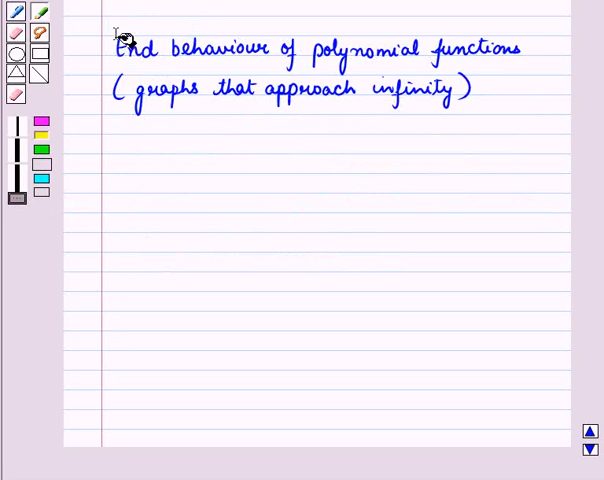 End behaviour of polynomial functions
( graphs that approach infinity )